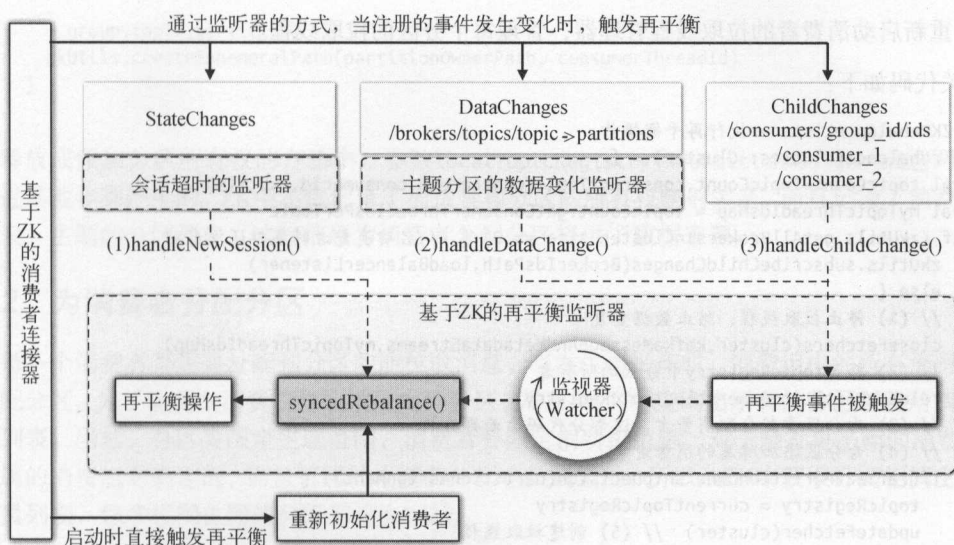 通过监听器的方式，当注册的事件发生变化时，触发再平衡
基于ZK的消费者连接器
StateChanges
会话超时的监听器
DataChanges
/brokers/topics/topic->partitions
主题分区的数据变化监听器
ChildChanges
/consumers/group_id/ids
/consumer_1
/consumer_2
(1)handleNewSession()
(2)handleDataChange()
(3)handleChildChange()
基于ZK的再平衡监听器
再平衡操作
syncedRebalance()
监视器
(Watcher)
再平衡事件被触发
重新初始化消费者
启动时直接触发再平衡